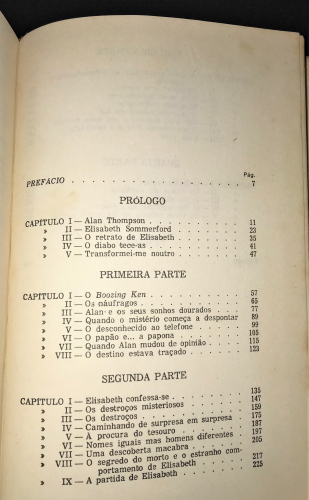 Pág.
PREFÁCIO . . . . . . . . . . . . . . . . 7
PRÓLOGO
CAPÍTULO I — Alan Thompson . . . . . . . . . 11
» II — Elisabeth Sommerford . . . . . . . 23
» III — O retrato de Elisabeth . . . . . . . 35
» IV — O diabo tece-as . . . . . . . . . 41
» V — Transformei-me noutro . . . . . . . 47
PRIMEIRA PARTE
CAPÍTULO I — O Boozing Ken . . . . . . . . . 57
» II — Os náufragos . . . . . . . . . . 65
» III — Alan e os seus sonhos dourados . . . . 77
» IV — Quando o mistério começa a despontar 89
» V — O desconhecido ao telefone . . . . . 99
» VI — O papão e... a papona . . . . . . . 105
» VII — Quando Alan mudou de opinião . . . . 115
» VIII — O destino estava traçado . . . . . . 123
SEGUNDA PARTE
CAPÍTULO I — Elisabeth confessa-se . . . . . . . 135
» II — Os destroços misteriosos . . . . . . 147
» III — Os destroços . . . . . . . . . . 159
» IV — Caminhando de surpresa em surpresa . . 175
» V — À procura do tesouro . . . . . . . 187
» VI — Nomes iguais mas homens diferentes . . 197
» VII — Uma descoberta macabra . . . . . . 205
» VIII — O segredo do morto e o estranho com-
portamento de Elisabeth . . . . . . 217
» IX — A partida de Elisabeth . . . . . . . 225